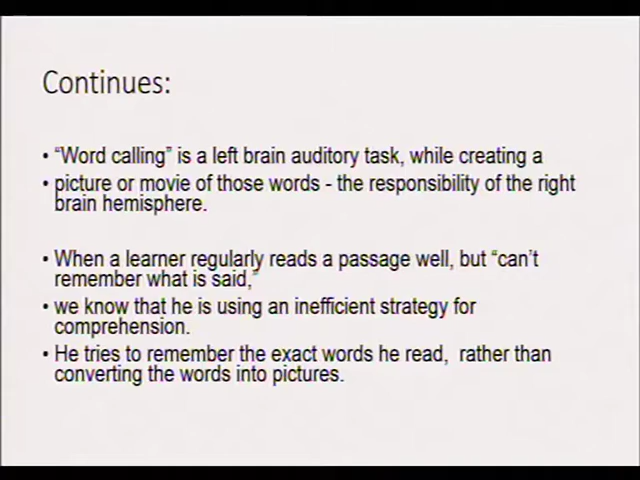 Continues:
• “Word calling” is a left brain auditory task, while creating a
• picture or movie of those words - the responsibility of the right
brain hemisphere.
• When a learner regularly reads a passage well, but “can’t
remember what is said,”
• we know that he is using an inefficient strategy for
comprehension.
• He tries to remember the exact words he read, rather than
converting the words into pictures.